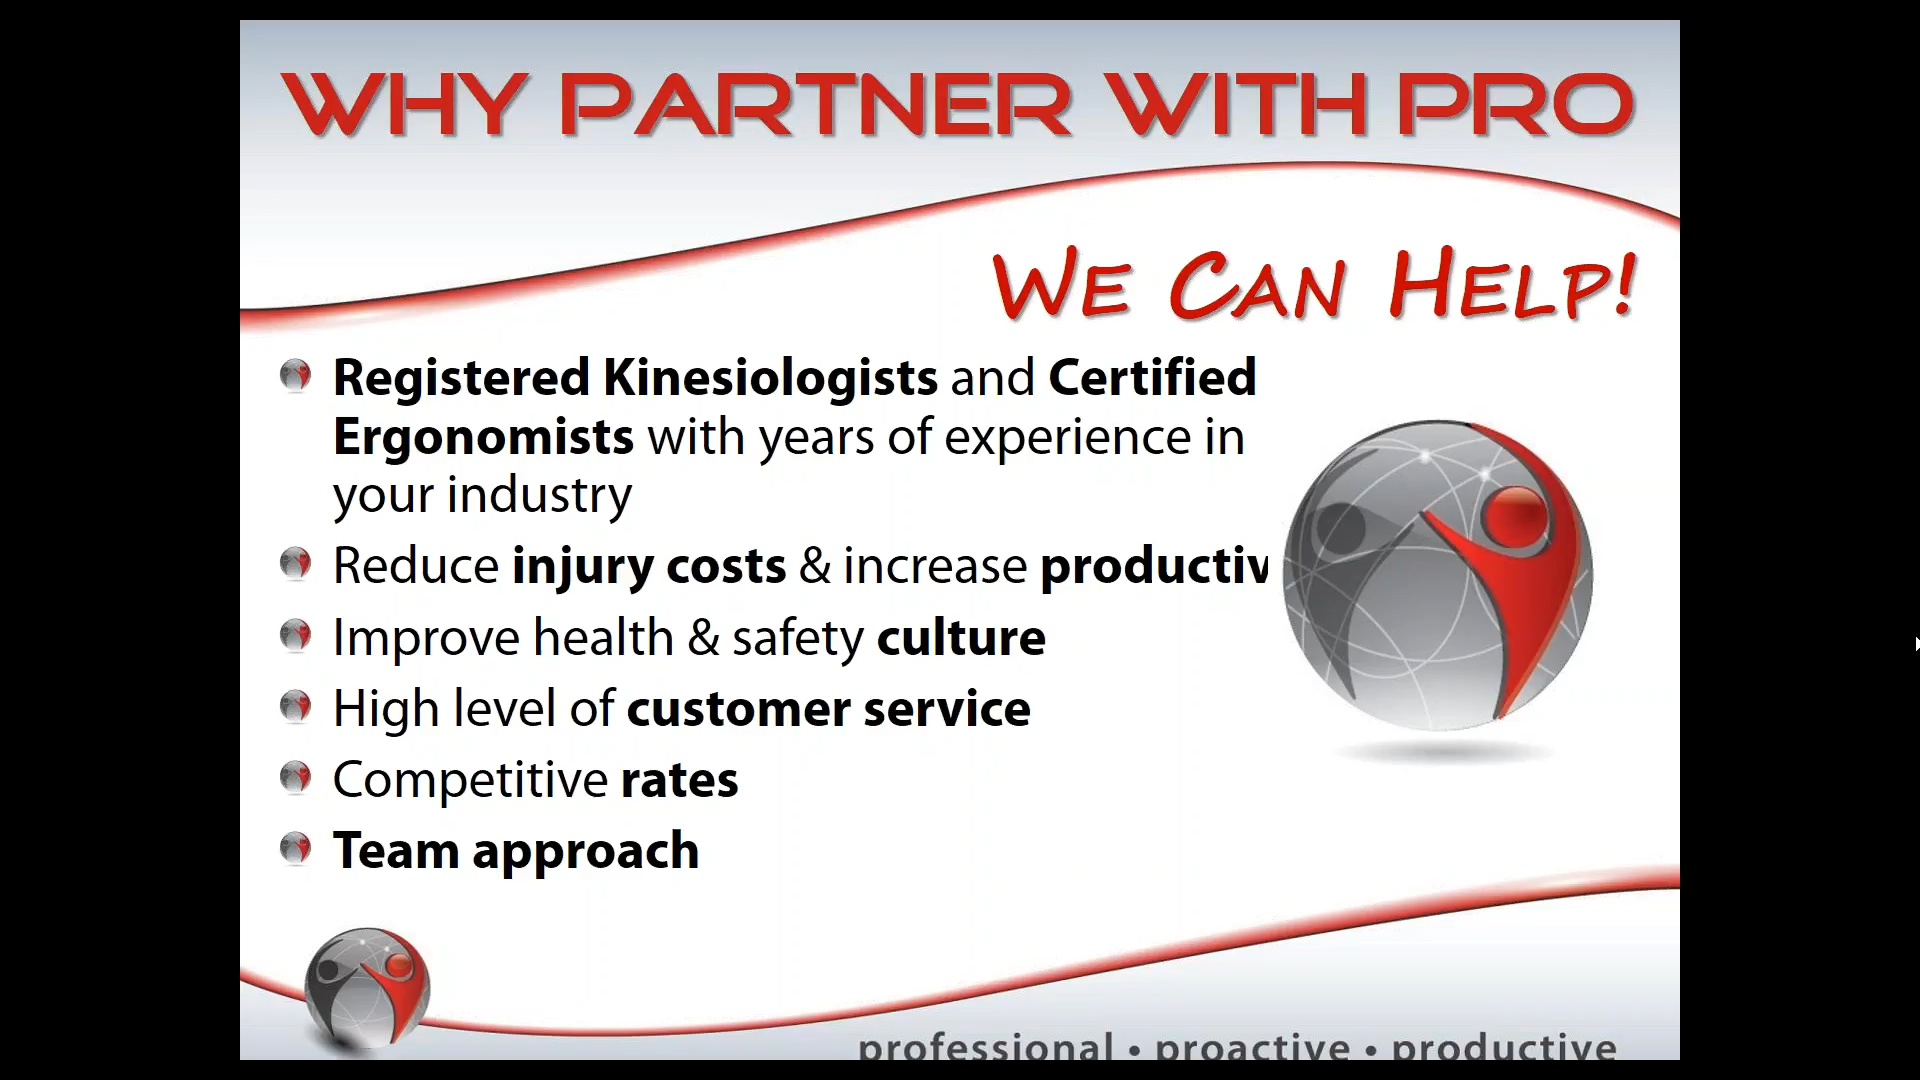 WHY PARTNER WITH PRO
WE CAN HELP!
Registered Kinesiologists and Certified
Ergonomists with years of experience in
your industry
Reduce injury costs & increase productiv
Improve health & safety culture
High level of customer service
Competitive rates
Team approach
professional • proactive • productive